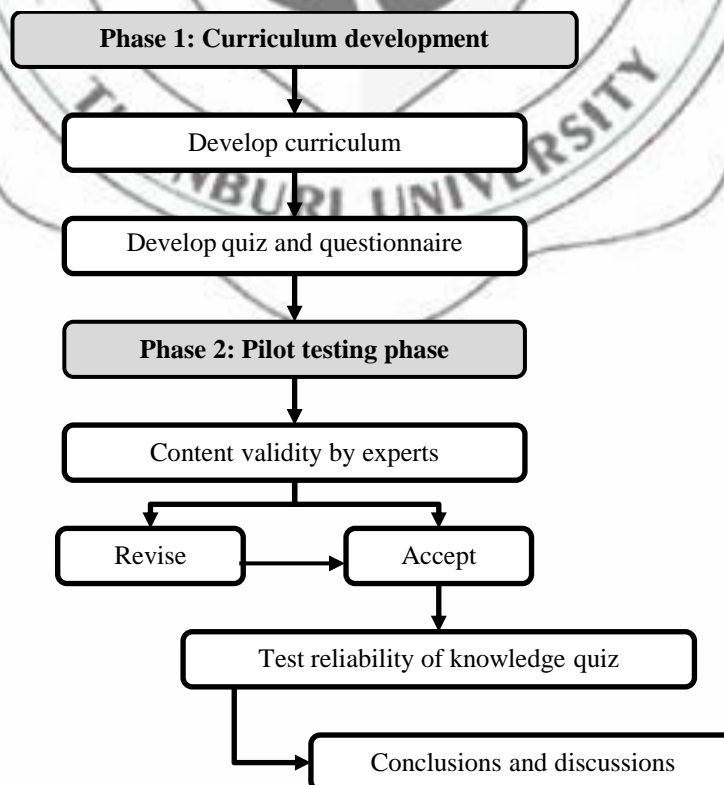 Phase 1: Curriculum development
Develop curriculum
UNIVERSITY
Develop quiz and questionnaire
Phase 2: Pilot testing phase
Content validity by experts
Revise
Accept
Test reliability of knowledge quiz
Conclusions and discussions